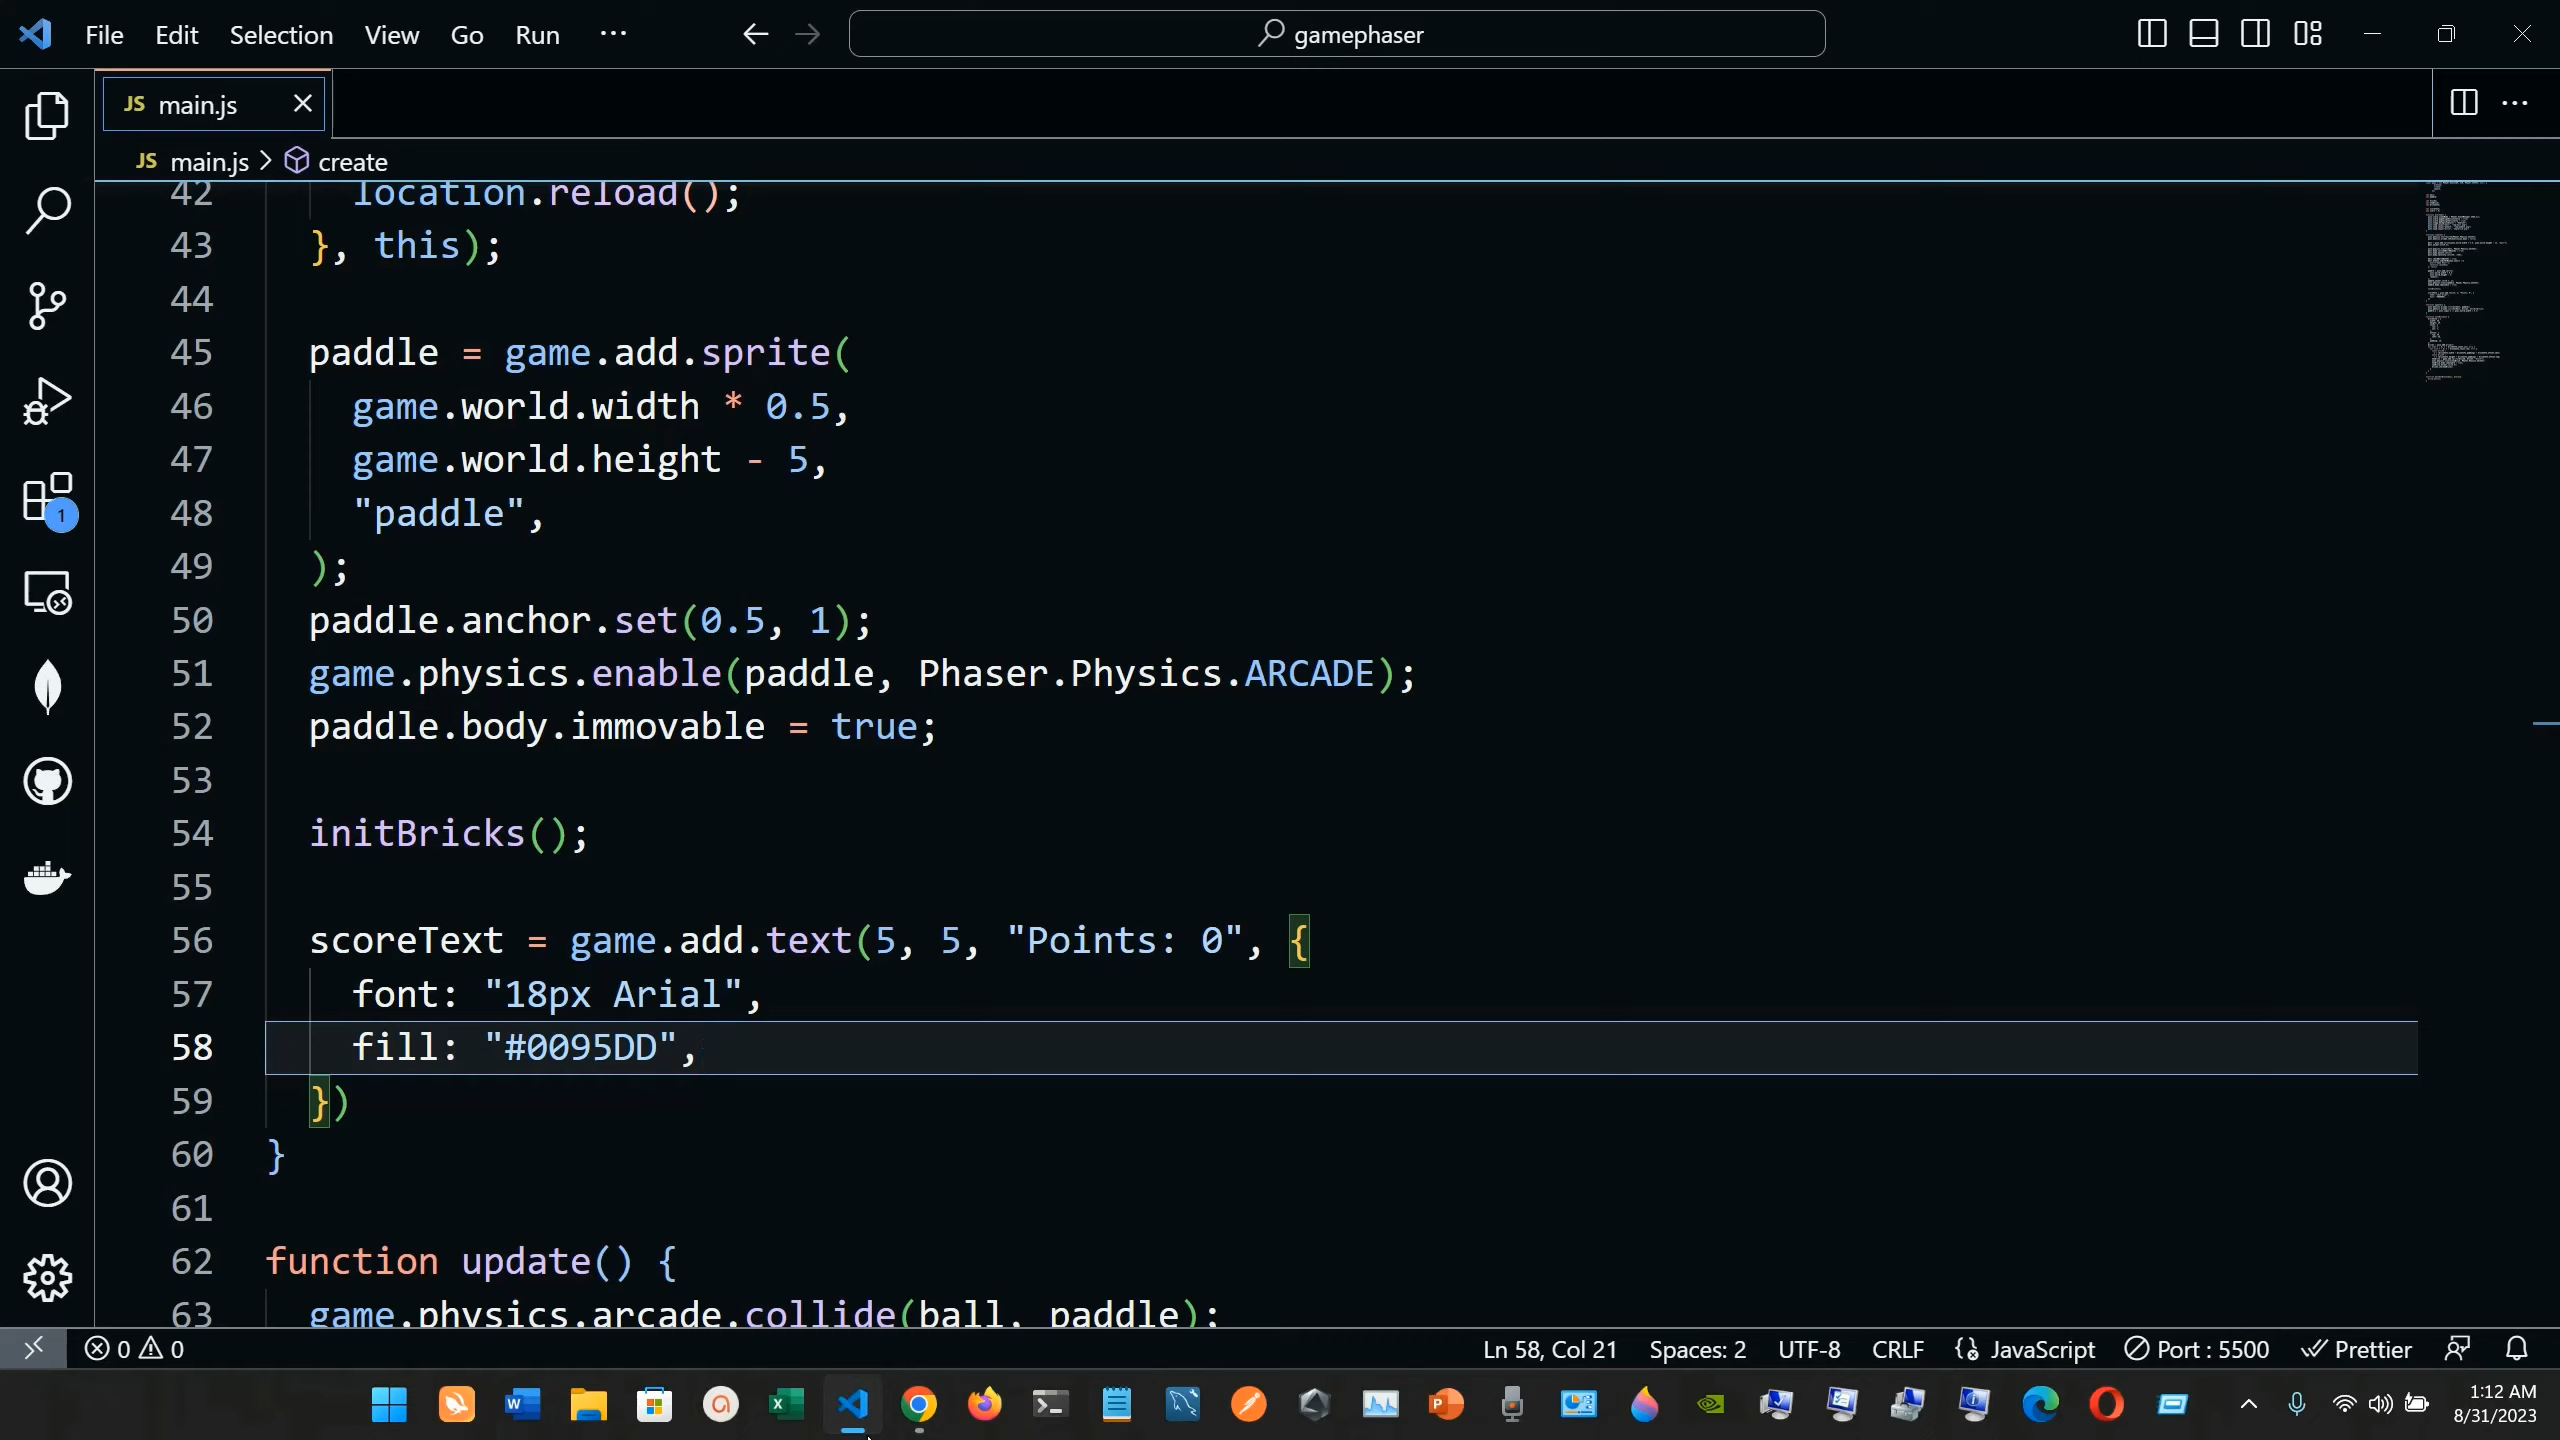 File Edit Selection View Go Run ··· gamephaser
JS main.js
JS main.js > create
42 location.reload();
43 }, this);
44
45 paddle = game.add.sprite(
46 game.world.width * 0.5,
47 game.world.height - 5,
48 "paddle",
49 );
50 paddle.anchor.set(0.5, 1);
51 game.physics.enable(paddle, Phaser.Physics.ARCADE);
52 paddle.body.immovable = true;
53
54 initBricks();
55
56 scoreText = game.add.text(5, 5, "Points: 0", {
57 font: "18px Arial",
58 fill: "#0095DD",
59 })
60 }
61
62 function update() {
63 game.physics.arcade.collide(ball, paddle);
1
0 0 Ln 58, Col 21 Spaces: 2 UTF-8 CRLF JavaScript Port : 5500 Prettier
1:12 AM
8/31/2023